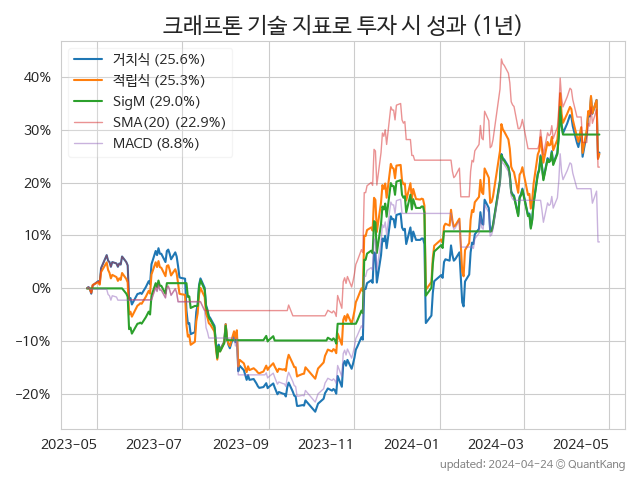 크래프톤 기술 지표로 투자 시 성과 (1년)
거치식 (25.6%)
적립식 (25.3%)
SigM (29.0%)
SMA(20) (22.9%)
MACD (8.8%)
40%
30%
20%
10%
0%
−10%
−20%
2023-05 2023-07 2023-09 2023-11 2024-01 2024-03 2024-05
updated: 2024-04-24 © QuantKang